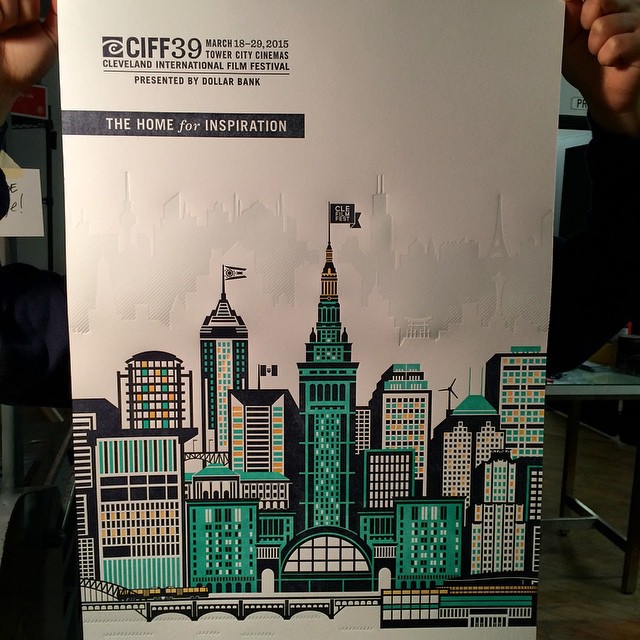 CIFF39 MARCH 18–29, 2015
TOWER CITY CINEMAS
CLEVELAND INTERNATIONAL FILM FESTIVAL
PRESENTED BY DOLLAR BANK
THE HOME for INSPIRATION
CLE
FILM
FEST